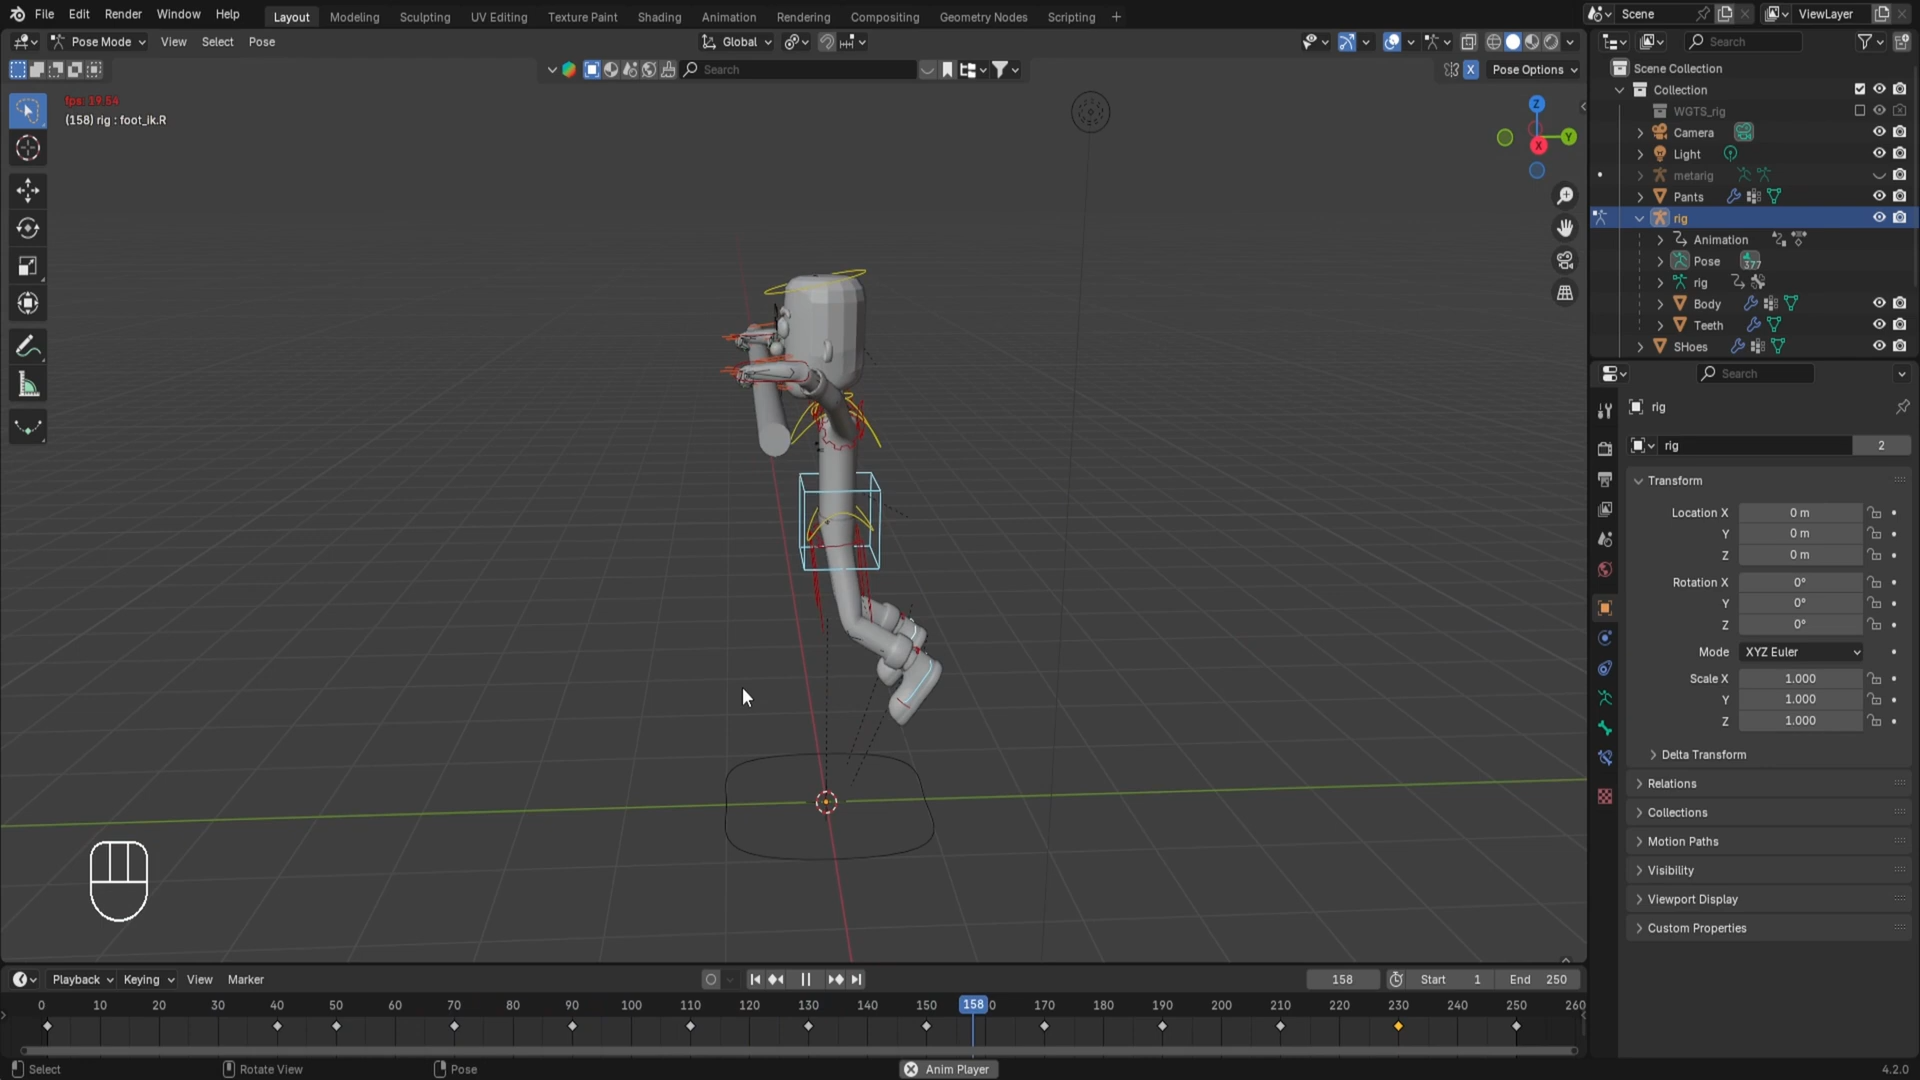 File Edit Render Window Help Layout Modeling Sculpting UV Editing Texture Paint Shading Animation Rendering Compositing Geometry Nodes Scripting + Scene ViewLayer
Pose Mode View Select Pose Global Search
Search Pose Options
fps: 19.54
(158) rig : foot_ik.R
Z
Y
X
Scene Collection
Collection
WGTS_rig
Camera
Light
metarig
Pants
rig
Animation
Pose 377
rig
Body
Teeth
SHoes
Search
rig
rig 2
Transform
Location X 0 m
Y 0 m
Z 0 m
Rotation X 0°
Y 0°
Z 0°
Mode XYZ Euler
Scale X 1.000
Y 1.000
Z 1.000
Delta Transform
Relations
Collections
Motion Paths
Visibility
Viewport Display
Custom Properties
Playback Keying View Marker 158 Start 1 End 250
0 10 20 30 40 50 60 70 80 90 100 110 120 130 140 150 158 0 170 180 190 200 210 220 230 240 250 260
Select Rotate View Pose Anim Player 4.2.0